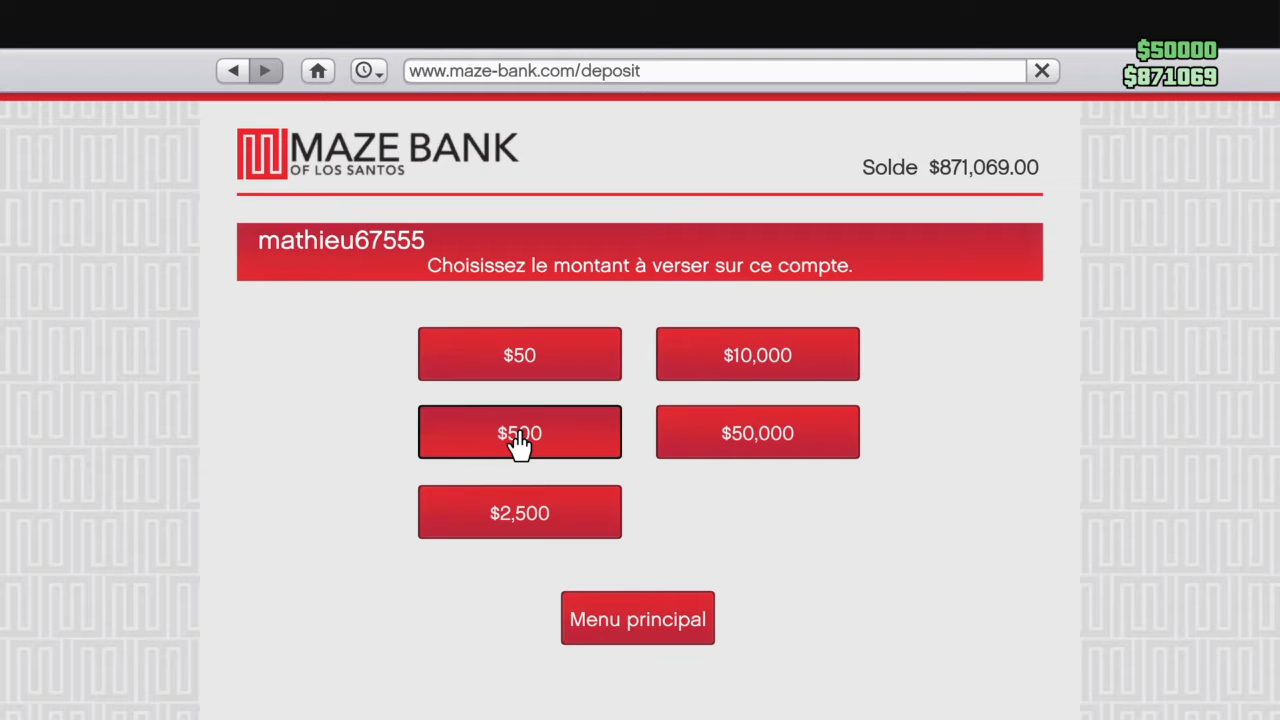 $50000
www.maze-bank.com/deposit
$871069
MAZE BANK
OF LOS SANTOS
Solde $871,069.00
mathieu67555
Choisissez le montant à verser sur ce compte.
$50
$10,000
$500
$50,000
$2,500
Menu principal